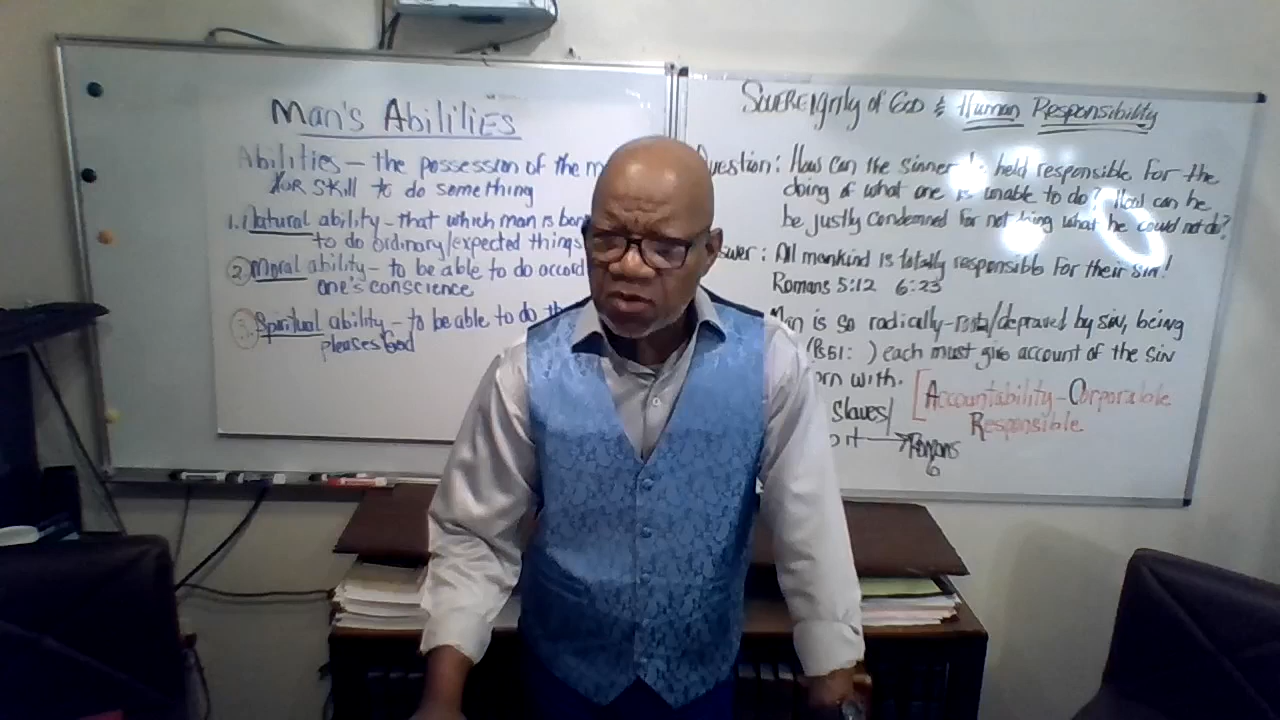 Man's Abilities
Abilities — the possession of the m
/or skill to do something
1. Natural ability - that which man is bor
to do ordinary/expected things
2 Moral ability - to be able to do accord
one's conscience
3. Spiritual ability - to be able to do th
pleases God
Sovereignty of God & Human Responsibility
Question: How can the sinner be held responsible for the
doing of what one is unable to do? How can he
be justly condemned for not doing what he could not do?
swer: All mankind is totally responsible for their sin!
Romans 5:12 6:23
Man is so radically- /depraved by sin, being
(Ps 51: ) each must give account of the sin
orn with.
[Accountability - Corporable
Responsible
Slaves/
→ Romans
6